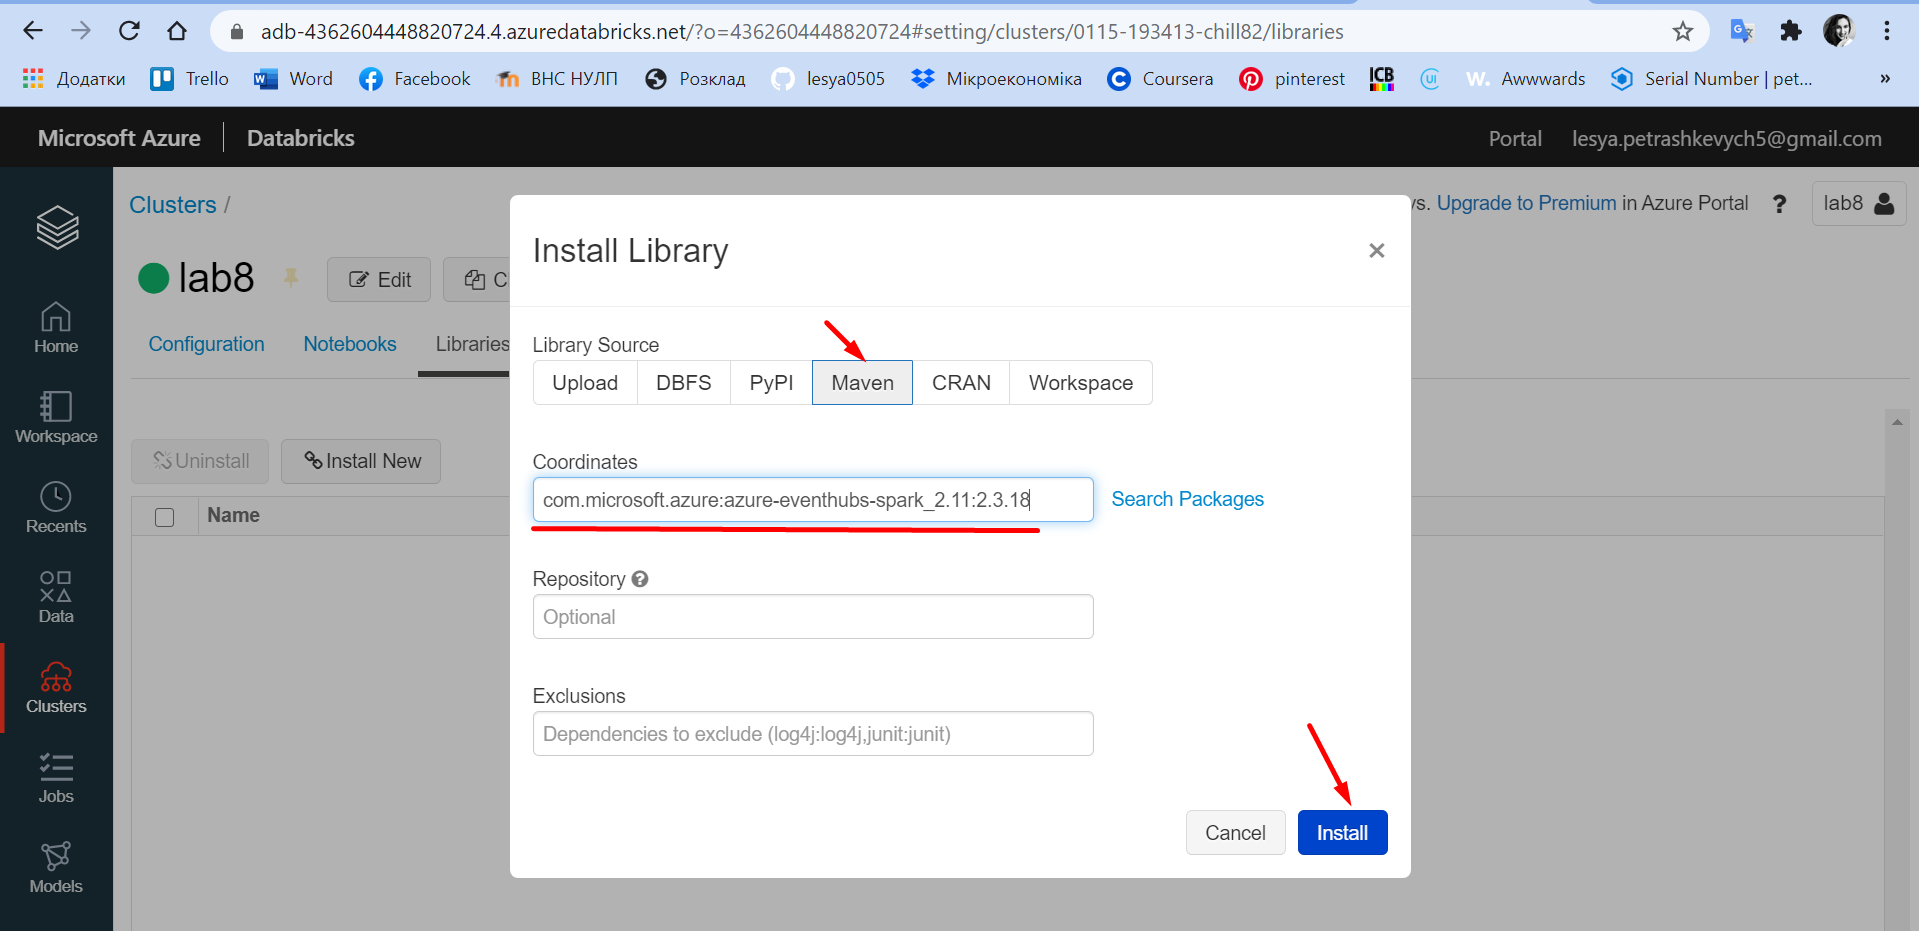 adb-4362604448820724.4.azuredatabricks.net/?o=4362604448820724#setting/clusters/0115-193413-chill82/libraries
Додатки Trello Word Facebook ВНС НУЛП Розклад lesya0505 Мікроекономіка Coursera pinterest ICB CU W. Awwwards Serial Number | pet... »
Microsoft Azure Databricks Portal lesya.petrashkevych5@gmail.com
Clusters / ys. Upgrade to Premium in Azure Portal ? lab8
lab8 Edit C
Configuration Notebooks Libraries
Uninstall Install New
Name
Home
Workspace
Recents
Data
Clusters
Jobs
Models
Install Library ×
Library Source
Upload DBFS PyPI Maven CRAN Workspace
Coordinates
com.microsoft.azure:azure-eventhubs-spark_2.11:2.3.18 Search Packages
Repository ?
Optional
Exclusions
Dependencies to exclude (log4j:log4j,junit:junit)
Cancel Install